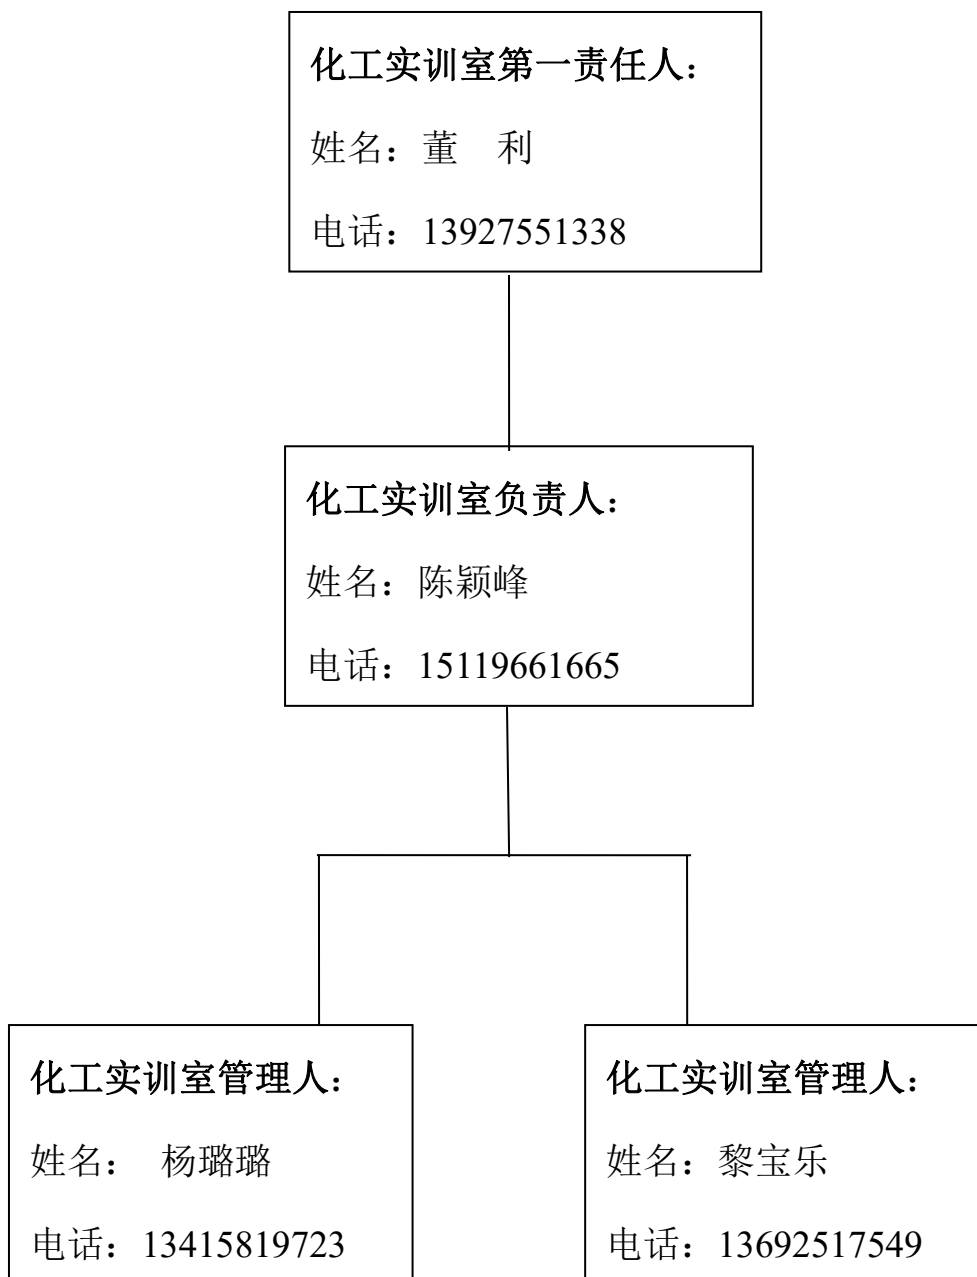 化工实训室第一责任人：
姓名：董　利
电话：13927551338
化工实训室负责人：
姓名：陈颖峰
电话：15119661665
化工实训室管理人：
姓名： 杨璐璐
电话：13415819723
化工实训室管理人：
姓名：黎宝乐
电话：13692517549